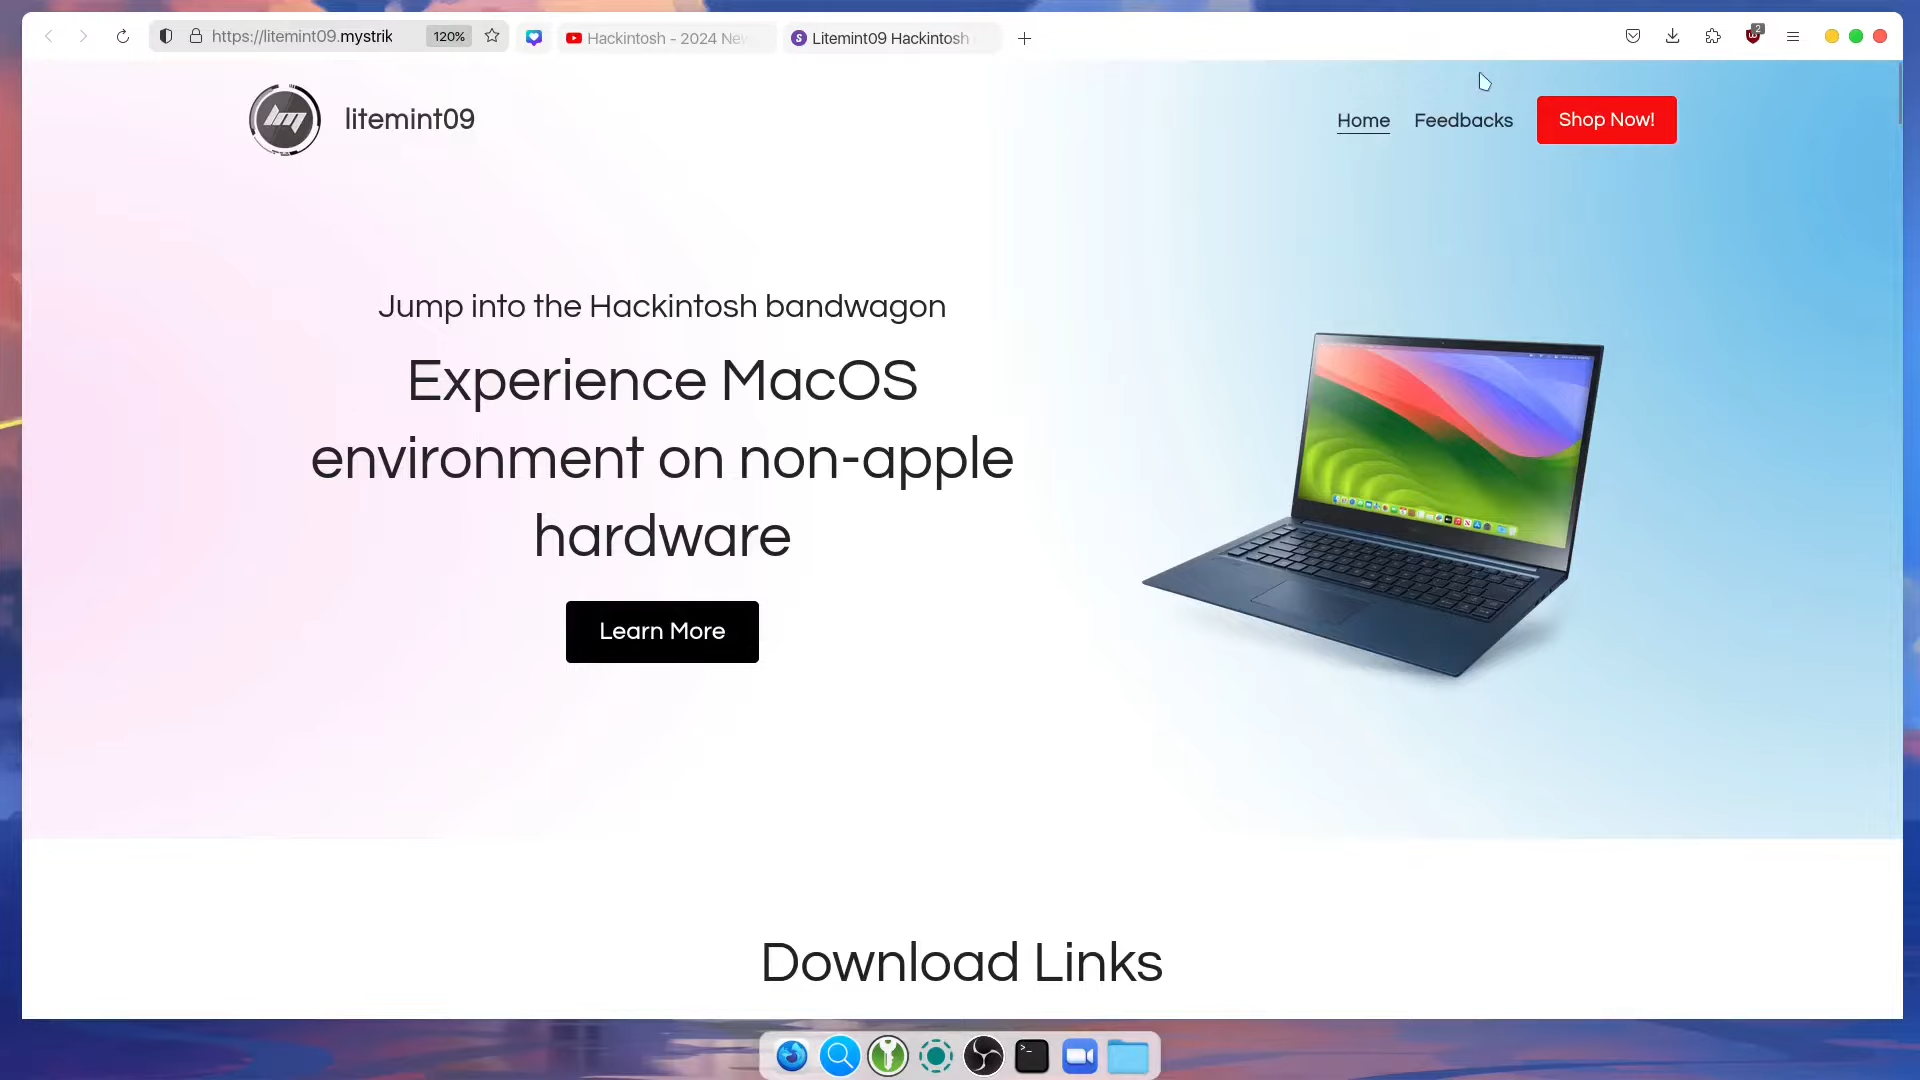 https://litemint09.mystrik 120% Hackintosh - 2024 New Litemint09 Hackintosh 2
litemint09
Home Feedbacks Shop Now!
Jump into the Hackintosh bandwagon
Experience MacOS
environment on non-apple
hardware
Learn More
Download Links